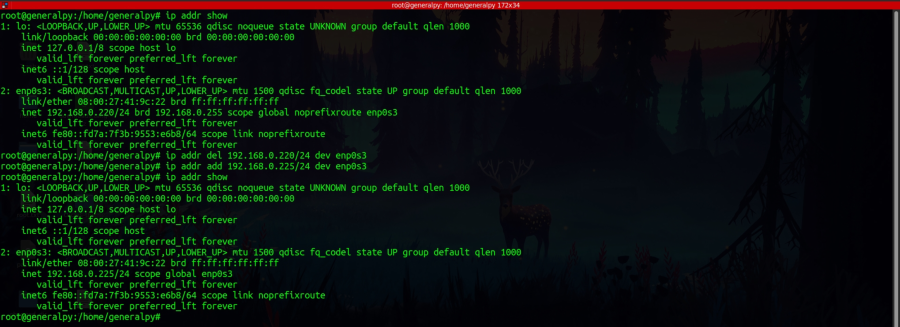 root@generalpy: /home/generalpy 172x34
root@generalpy:/home/generalpy# ip addr show
1: lo: <LOOPBACK,UP,LOWER_UP> mtu 65536 qdisc noqueue state UNKNOWN group default qlen 1000
    link/loopback 00:00:00:00:00:00 brd 00:00:00:00:00:00
    inet 127.0.0.1/8 scope host lo
       valid_lft forever preferred_lft forever
    inet6 ::1/128 scope host
       valid_lft forever preferred_lft forever
2: enp0s3: <BROADCAST,MULTICAST,UP,LOWER_UP> mtu 1500 qdisc fq_codel state UP group default qlen 1000
    link/ether 08:00:27:41:9c:22 brd ff:ff:ff:ff:ff:ff
    inet 192.168.0.220/24 brd 192.168.0.255 scope global noprefixroute enp0s3
       valid_lft forever preferred_lft forever
    inet6 fe80::fd7a:7f3b:9553:e6b8/64 scope link noprefixroute
       valid_lft forever preferred_lft forever
root@generalpy:/home/generalpy# ip addr del 192.168.0.220/24 dev enp0s3
root@generalpy:/home/generalpy# ip addr add 192.168.0.225/24 dev enp0s3
root@generalpy:/home/generalpy# ip addr show
1: lo: <LOOPBACK,UP,LOWER_UP> mtu 65536 qdisc noqueue state UNKNOWN group default qlen 1000
    link/loopback 00:00:00:00:00:00 brd 00:00:00:00:00:00
    inet 127.0.0.1/8 scope host lo
       valid_lft forever preferred_lft forever
    inet6 ::1/128 scope host
       valid_lft forever preferred_lft forever
2: enp0s3: <BROADCAST,MULTICAST,UP,LOWER_UP> mtu 1500 qdisc fq_codel state UP group default qlen 1000
    link/ether 08:00:27:41:9c:22 brd ff:ff:ff:ff:ff:ff
    inet 192.168.0.225/24 scope global enp0s3
       valid_lft forever preferred_lft forever
    inet6 fe80::fd7a:7f3b:9553:e6b8/64 scope link noprefixroute
       valid_lft forever preferred_lft forever
root@generalpy:/home/generalpy#